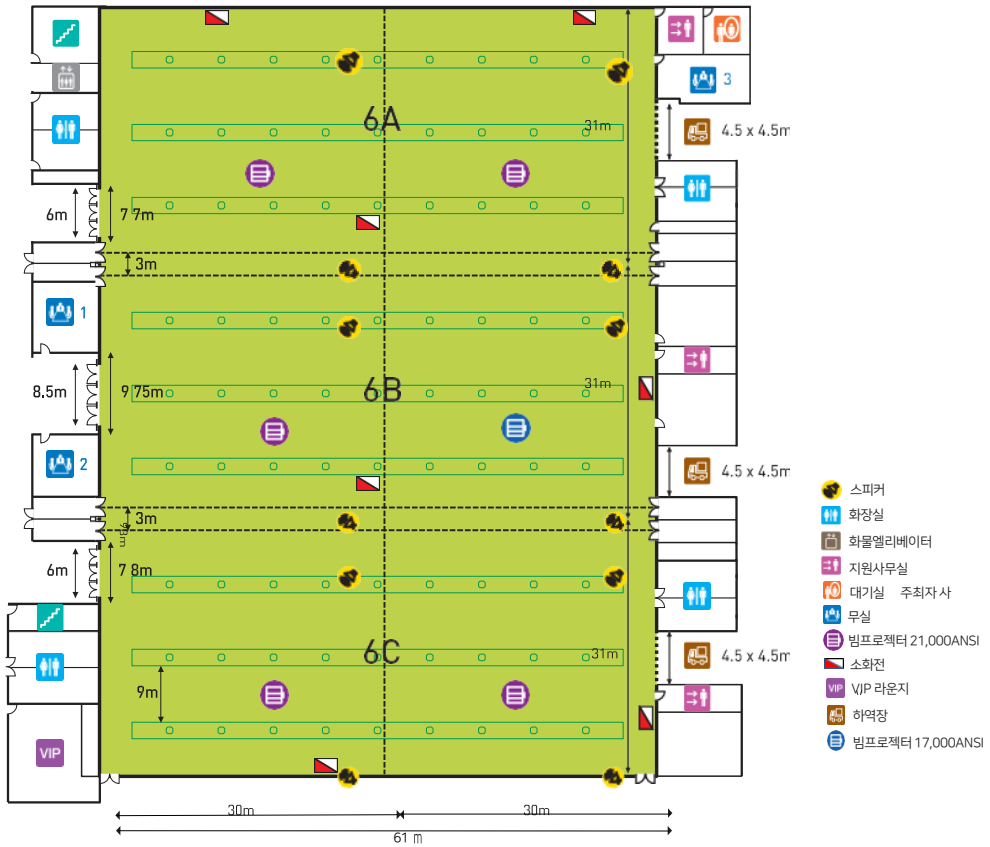 3
6A
31m
4.5 x 4.5m
6m
7 7m
3m
1
8.5m
9 75m
6B
31m
2
4.5 x 4.5m
3m
93m
6m
7 8m
6C
31m
4.5 x 4.5m
9m
VIP
30m
30m
61 m
스피커
화장실
화물엘리베이터
지원사무실
대기실 주최자 사
무실
빔프로젝터 21,000ANSI
소화전
VIP VJP 라운지
하역장
빔프로젝터 17,000ANSI